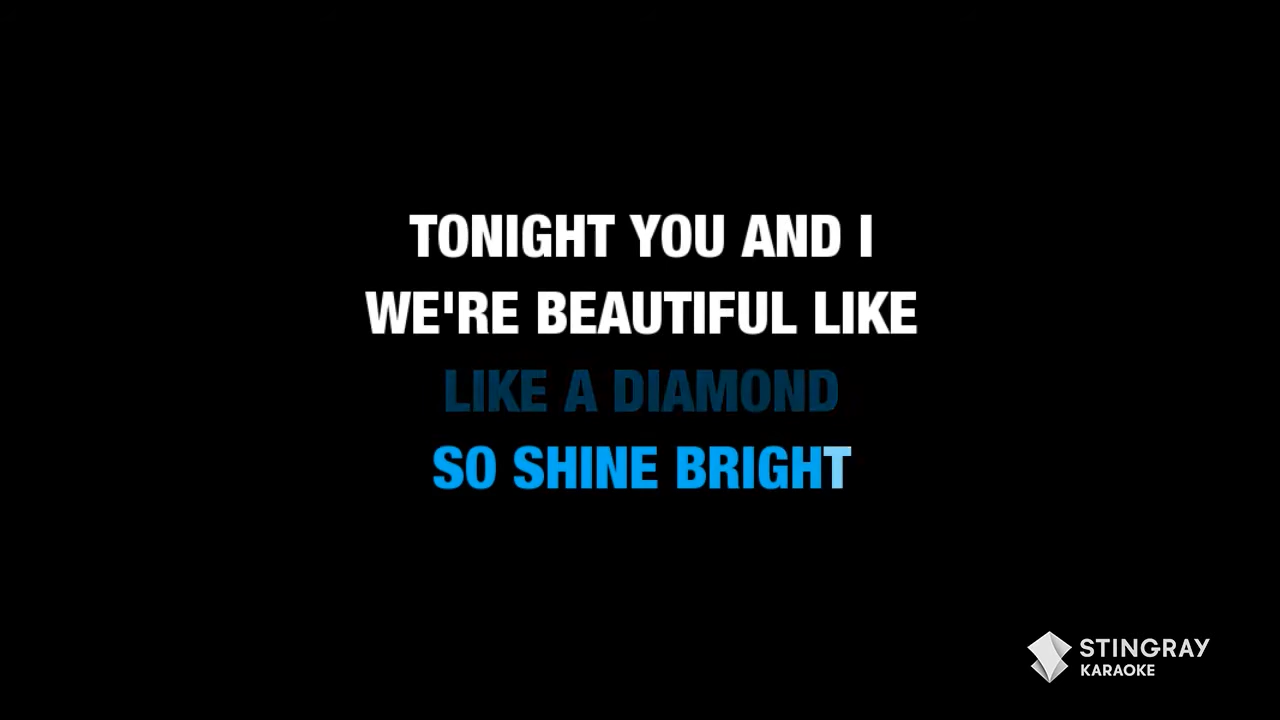 TONIGHT YOU AND I
WE'RE BEAUTIFUL LIKE
LIKE A DIAMOND
SO SHINE BRIGHT
STINGRAY
KARAOKE